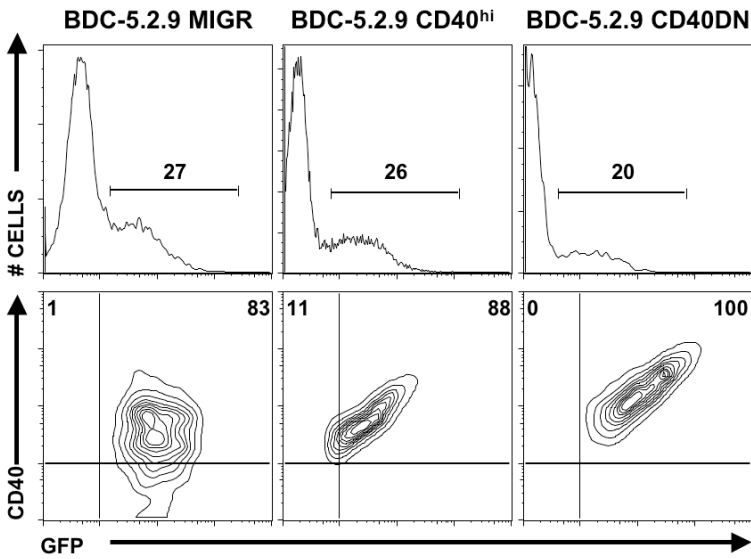 BDC-5.2.9 MIGR BDC-5.2.9 CD40hi BDC-5.2.9 CD40DN
# CELLS
27 26 20
1 83 11 88 0 100
CD40
GFP